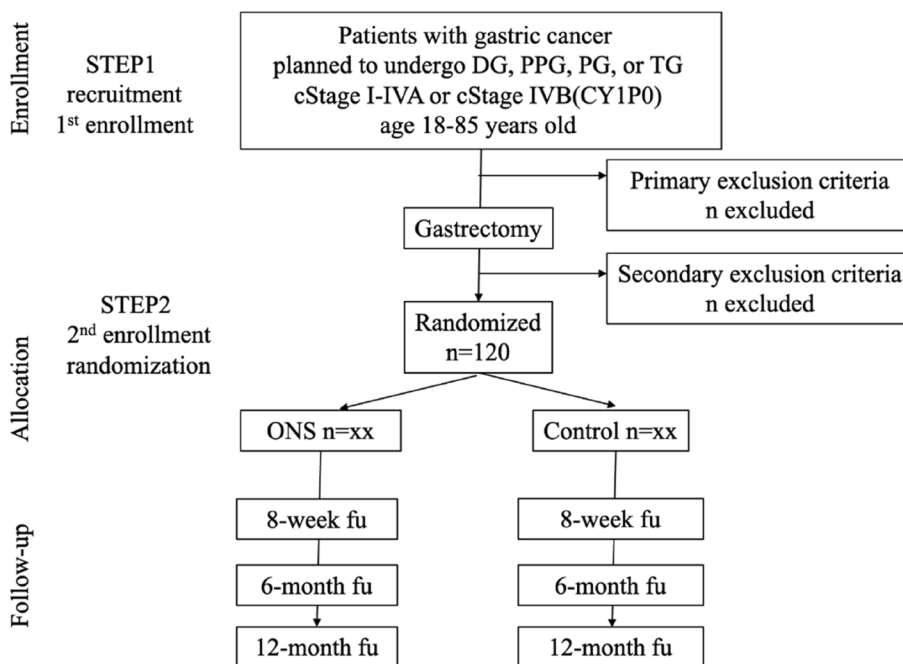 Enrollment
STEP1
recruitment
1st enrollment
Patients with gastric cancer
planned to undergo DG, PPG, PG, or TG
cStage I-IVA or cStage IVB(CY1P0)
age 18-85 years old
Primary exclusion criteria
n excluded
Gastrectomy
Secondary exclusion criteria
n excluded
STEP2
2nd enrollment
randomization
Randomized
n=120
Allocation
ONS n=xx
Control n=xx
Follow-up
8-week fu
8-week fu
6-month fu
6-month fu
12-month fu
12-month fu